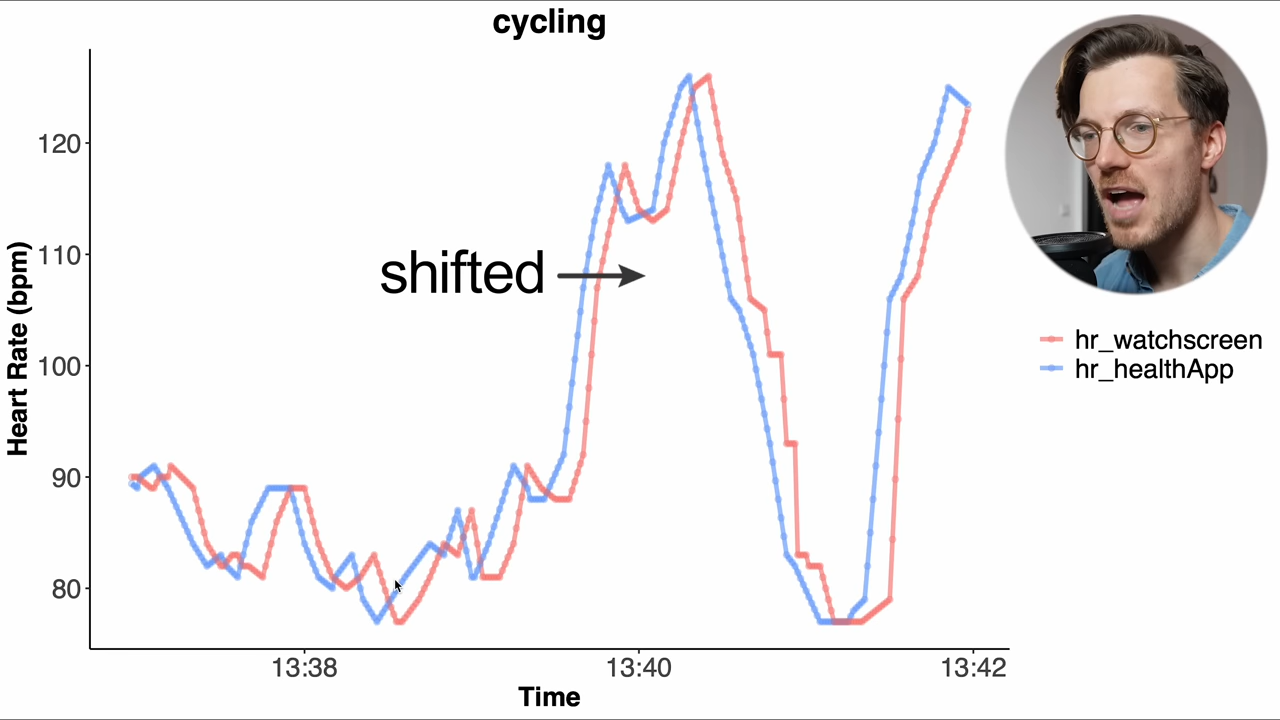 cycling
120
110
100
90
80
Heart Rate (bpm)
shifted
hr_watchscreen
hr_healthApp
13:38
13:40
13:42
Time